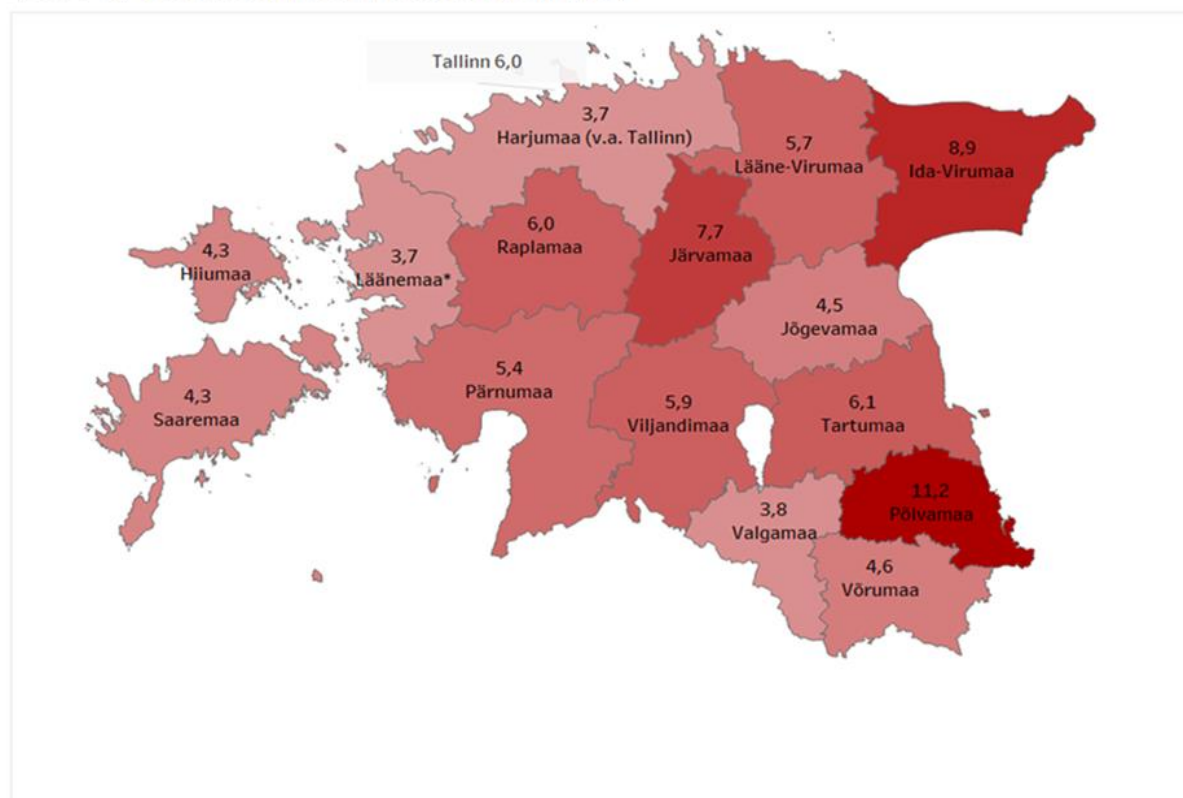 Tallinn 6,0
3,7
Harjumaa (v.a. Tallinn)
5,7
Lääne-Virumaa
8,9
Ida-Virumaa
4,3
Hiiumaa
3,7
Läänemaa*
6,0
Raplamaa
7,7
Järvamaa
4,5
Jõgevamaa
4,3
Saaremaa
5,4
Pärnumaa
5,9
Viljandimaa
6,1
Tartumaa
11,2
Põlvamaa
3,8
Valgamaa
4,6
Võrumaa